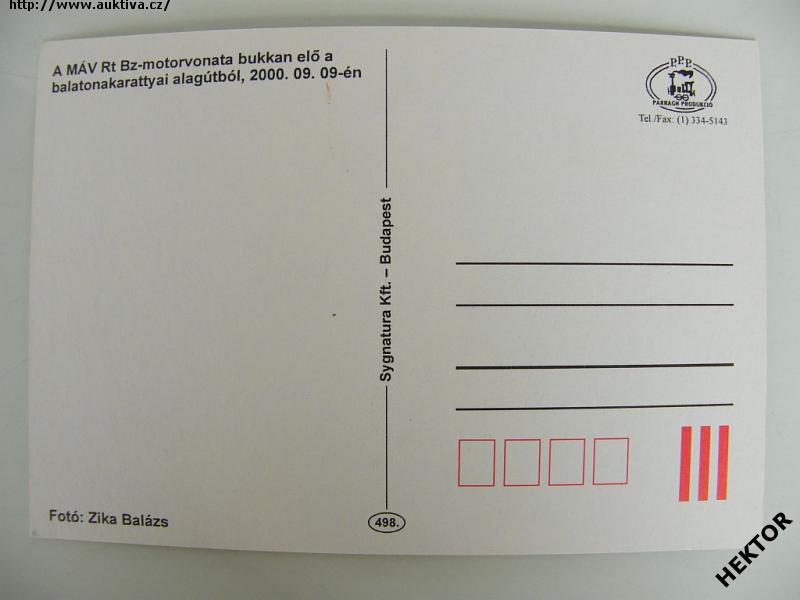 http://www.auktiva.cz/
A MÁV Rt Bz-motorvonata bukkan elő a
balatonakarattyai alagútból, 2000. 09. 09-én
P.P.P.
PARRAGH PRODUKCIÓ
Tel./Fax: (1) 334-5143
Sygnatura Kft. – Budapest
Fotó: Zika Balázs
498.
HEKTOR